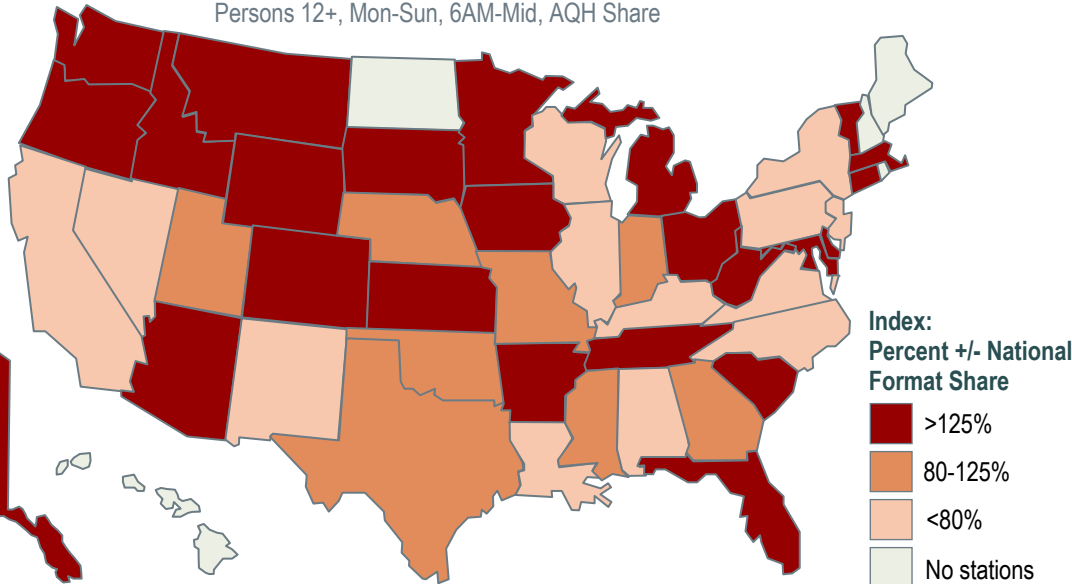 Persons 12+, Mon-Sun, 6AM-Mid, AQH Share
Index:
Percent +/- National
Format Share
>125%
80-125%
<80%
No stations